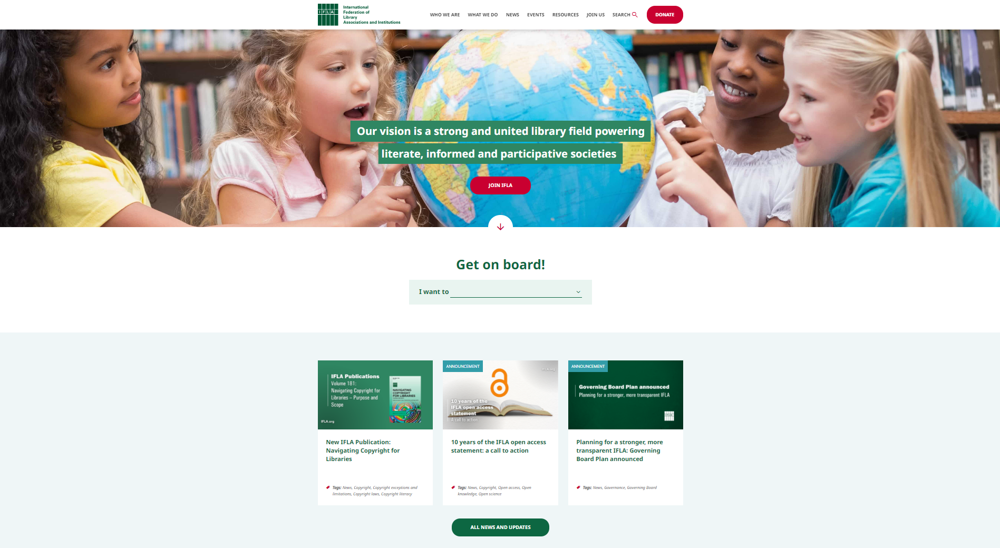 IFLA
International
Federation of
Library
Associations and Institutions
WHO WE ARE
WHAT WE DO
NEWS
EVENTS
RESOURCES
JOIN US
SEARCH
DONATE
Our vision is a strong and united library field powering
literate, informed and participative societies
JOIN IFLA
Get on board!
I want to
IFLA Publications
Volume 181:
Navigating Copyright for
Libraries – Purpose and
Scope
NAVIGATING
COPYRIGHT
FOR LIBRARIES
IFLA.org
New IFLA Publication:
Navigating Copyright for
Libraries
Tags: News, Copyright, Copyright exceptions and
limitations, Copyright laws, Copyright literacy
ANNOUNCEMENT
IFLA.org
10 years of the
IFLA open access
statement
A call to action
10 years of the IFLA open access
statement: a call to action
Tags: News, Copyright, Open access, Open
knowledge, Open science
ANNOUNCEMENT
Governing Board Plan announced
Planning for a stronger, more transparent IFLA
Planning for a stronger, more
transparent IFLA: Governing
Board Plan announced
Tags: News, Governance, Governing Board
ALL NEWS AND UPDATES